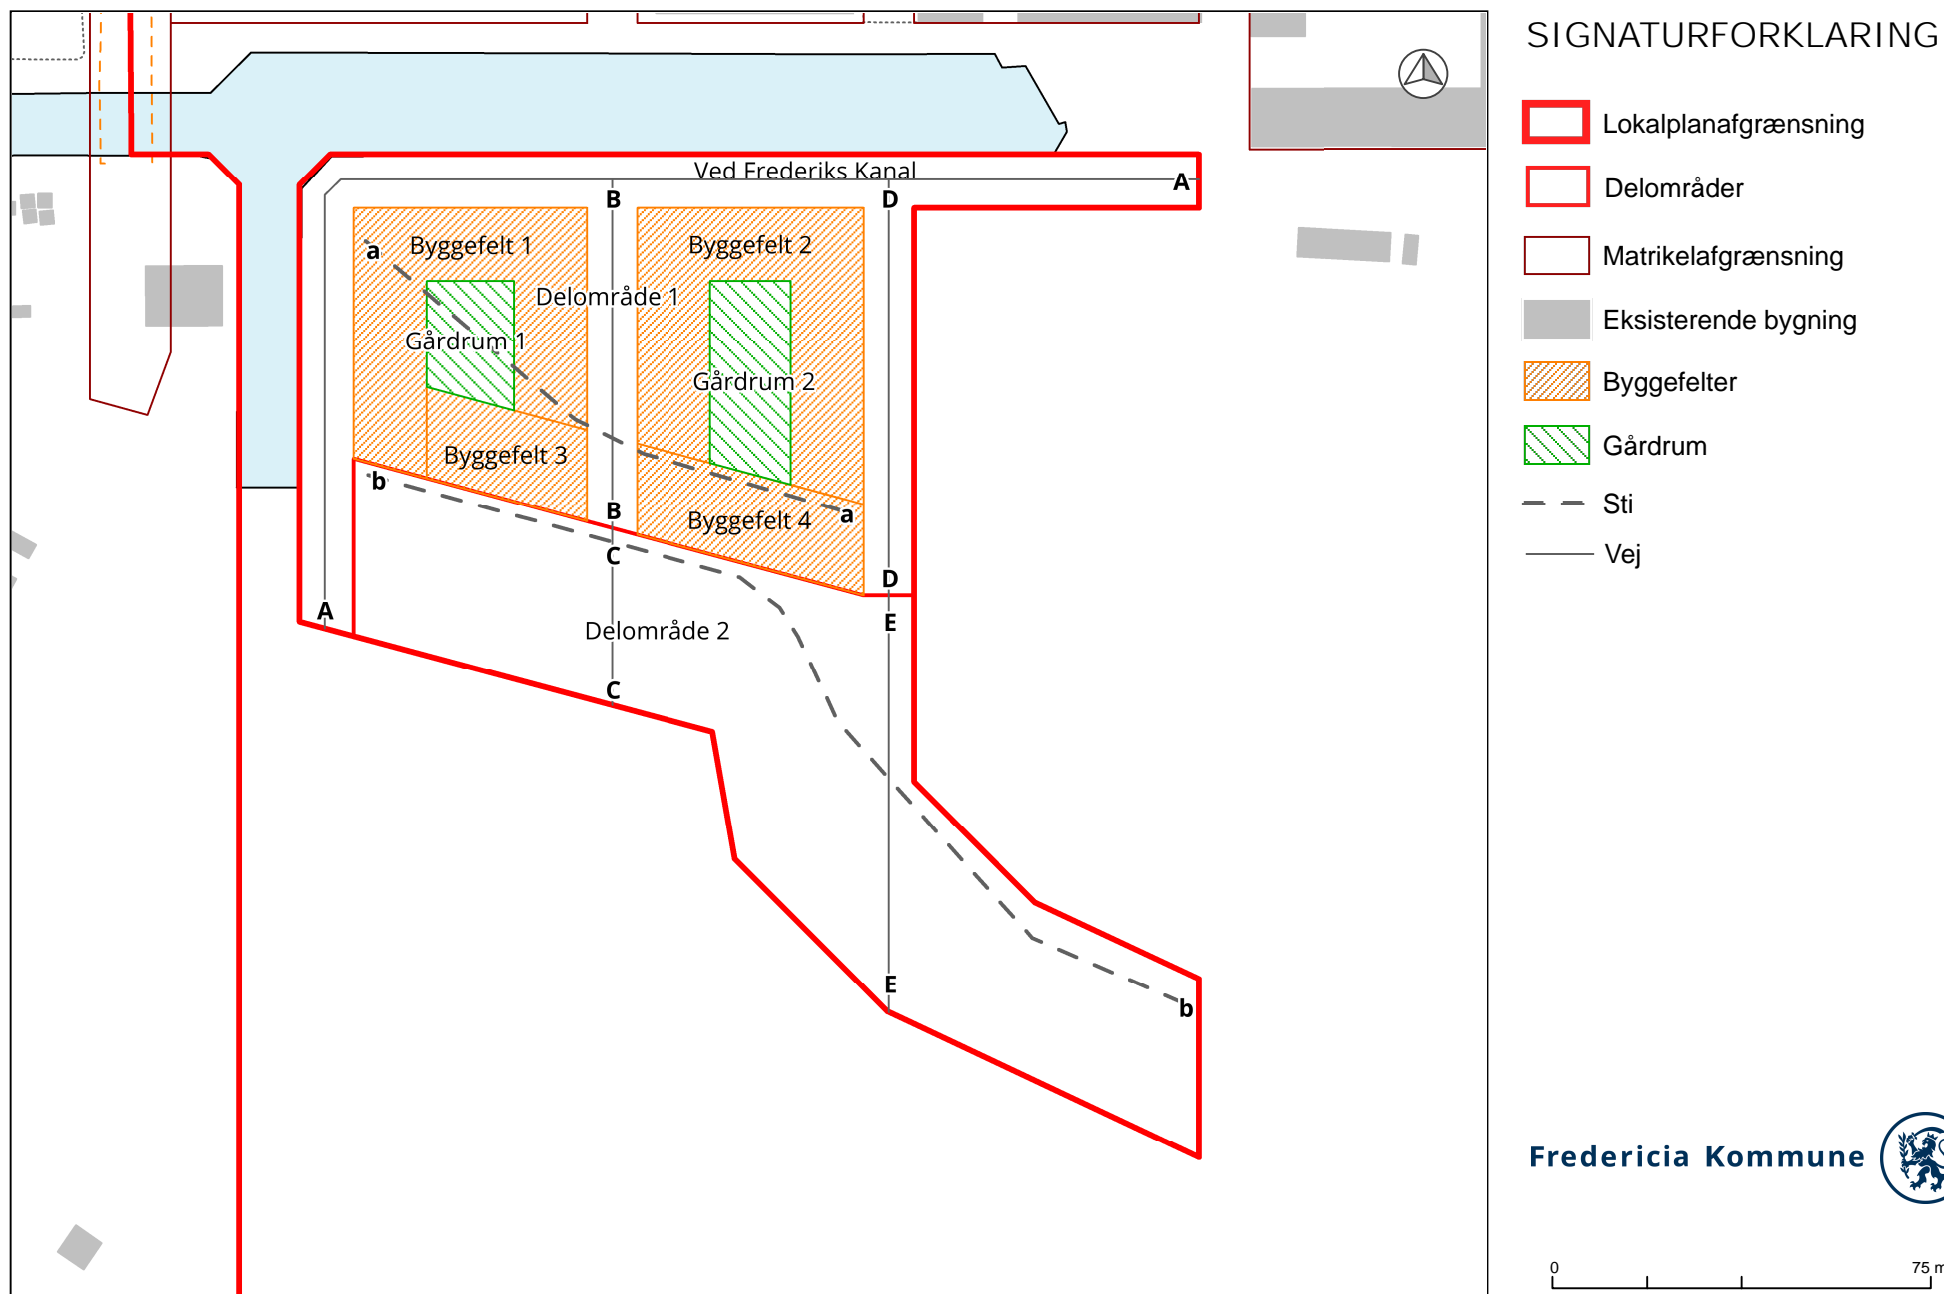 SIGNATURFORKLARING
Lokalplanafgrænsning
Delområder
Matrikelafgrænsning
Eksisterende bygning
Byggefelter
Gårdrum
Sti
Vej
Ved Frederiks Kanal
A
B
D
Byggefelt 1
Byggefelt 2
a
Delområde 1
Gårdrum 1
Gårdrum 2
Byggefelt 3
b
B
a
Byggefelt 4
C
D
A
E
Delområde 2
C
E
b
Fredericia Kommune
0 75 m